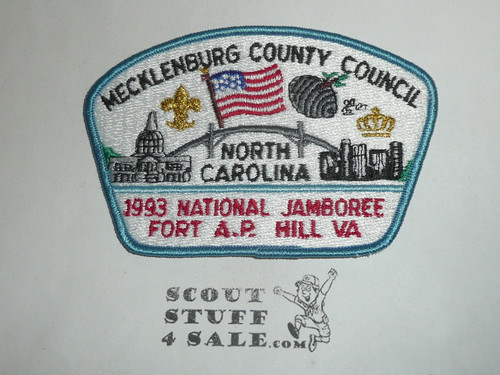 MECKLENBURG COUNTY COUNCIL
NORTH
CAROLINA
1993 NATIONAL JAMBOREE
FORT A.P. HILL VA
SCOUT
STUFF
4 SALE.COM